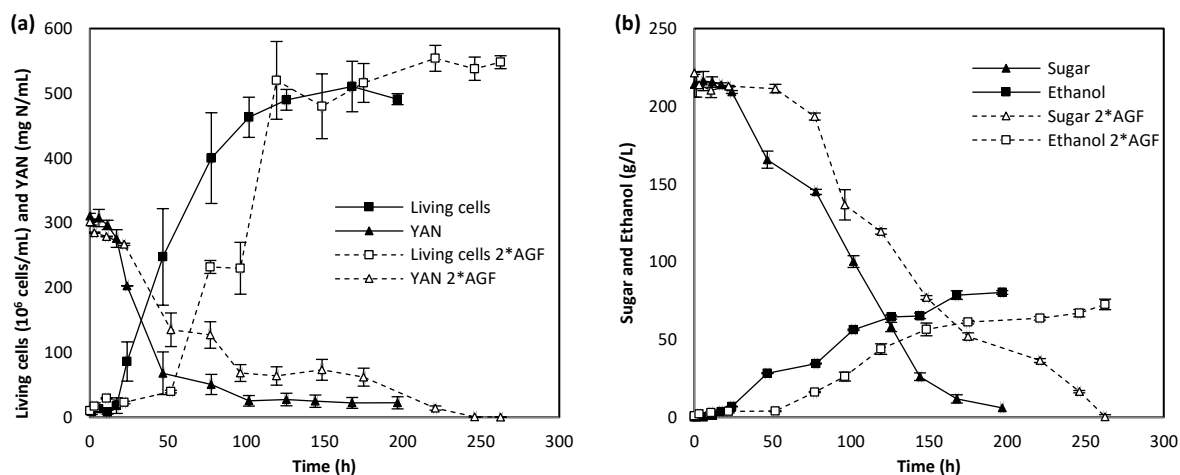 (a)
600
500
400
300
200
100
0
0 50 100 150 200 250 300
Living cells (10⁶ cells/mL) and YAN (mg N/mL)
Time (h)
Living cells
YAN
Living cells 2*AGF
YAN 2*AGF
(b)
250
200
150
100
50
0
0 50 100 150 200 250 300
Sugar and Ethanol (g/L)
Time (h)
Sugar
Ethanol
Sugar 2*AGF
Ethanol 2*AGF